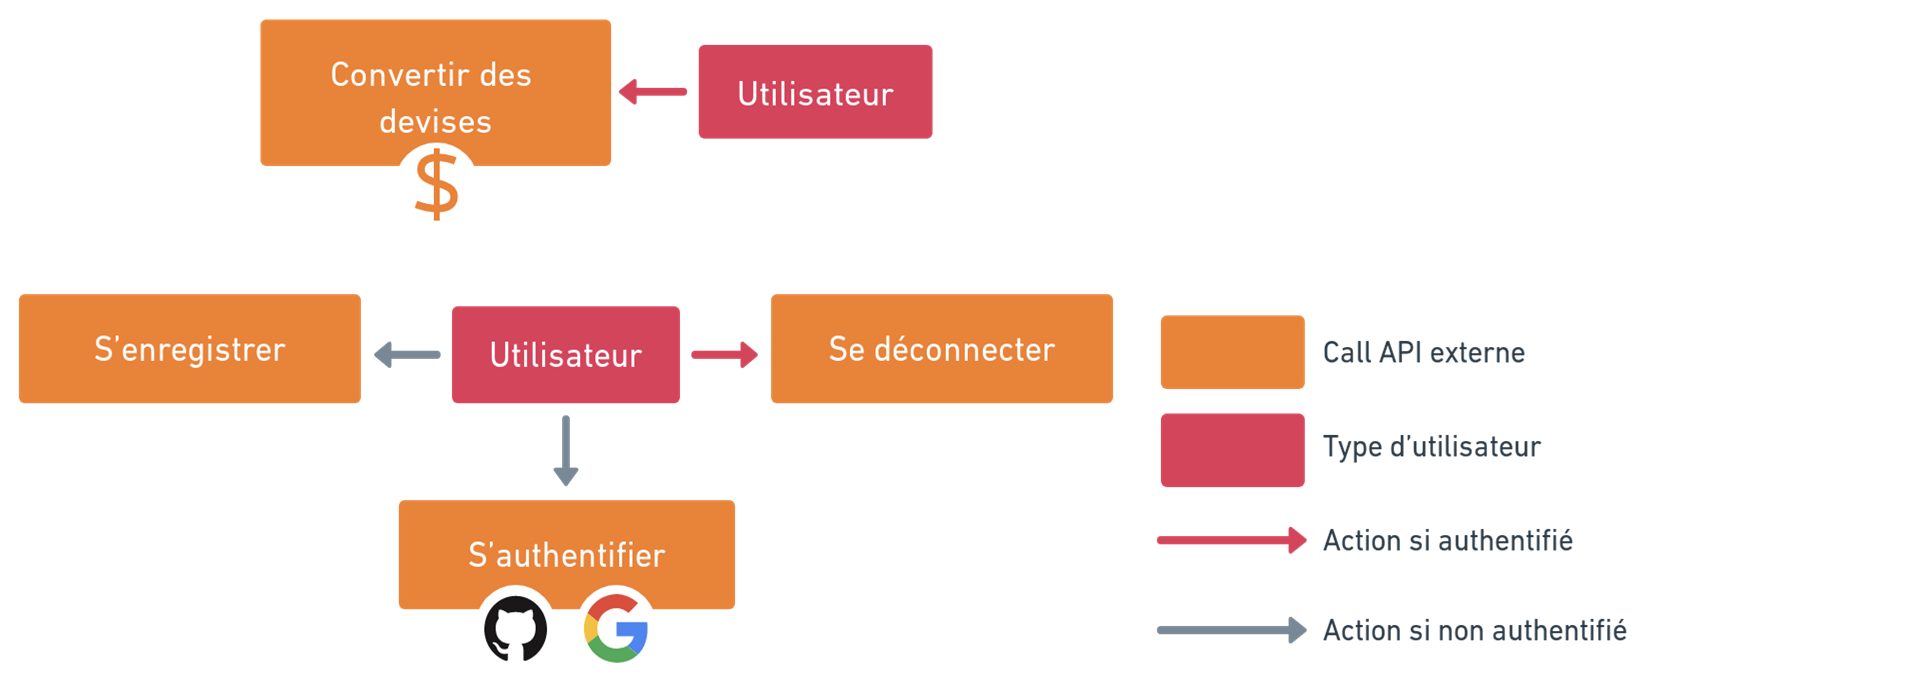 Convertir des
devises
Utilisateur
$
S’enregistrer
Utilisateur
Se déconnecter
S’authentifier
Call API externe
Type d’utilisateur
Action si authentifié
Action si non authentifié